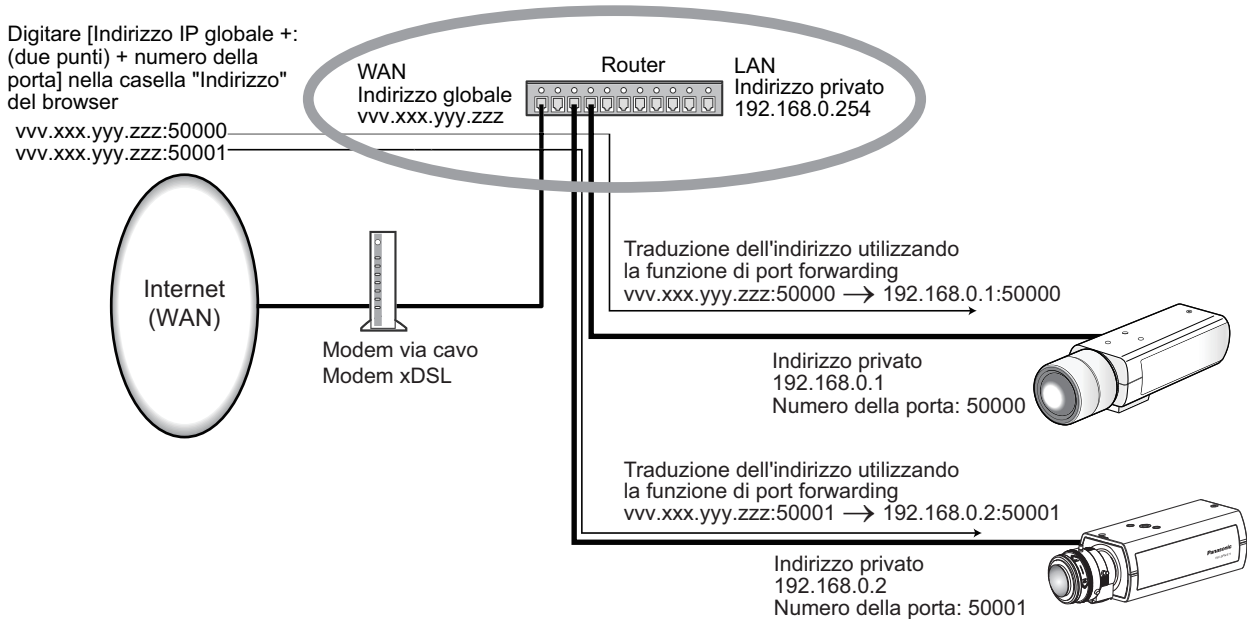 Digitare [Indirizzo IP globale +:
(due punti) + numero della
porta] nella casella "Indirizzo"
del browser
vvv.xxx.yyy.zzz:50000
vvv.xxx.yyy.zzz:50001
WAN
Indirizzo globale
vvv.xxx.yyy.zzz
Router
LAN
Indirizzo privato
192.168.0.254
Internet
(WAN)
Modem via cavo
Modem xDSL
Traduzione dell'indirizzo utilizzando
la funzione di port forwarding
vvv.xxx.yyy.zzz:50000 → 192.168.0.1:50000
Indirizzo privato
192.168.0.1
Numero della porta: 50000
Traduzione dell'indirizzo utilizzando
la funzione di port forwarding
vvv.xxx.yyy.zzz:50001 → 192.168.0.2:50001
Indirizzo privato
192.168.0.2
Numero della porta: 50001
Panasonic